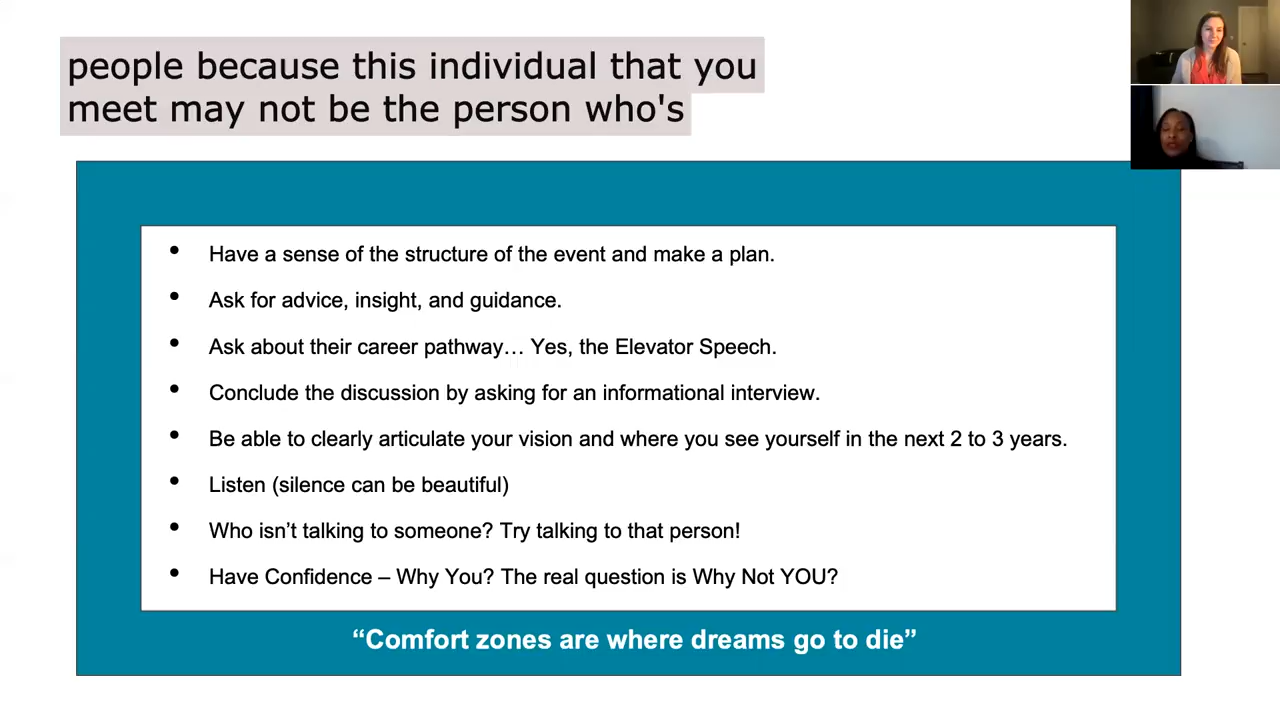 people because this individual that you
meet may not be the person who's
• Have a sense of the structure of the event and make a plan.
• Ask for advice, insight, and guidance.
• Ask about their career pathway… Yes, the Elevator Speech.
• Conclude the discussion by asking for an informational interview.
• Be able to clearly articulate your vision and where you see yourself in the next 2 to 3 years.
• Listen (silence can be beautiful)
• Who isn’t talking to someone? Try talking to that person!
• Have Confidence – Why You? The real question is Why Not YOU?
“Comfort zones are where dreams go to die”